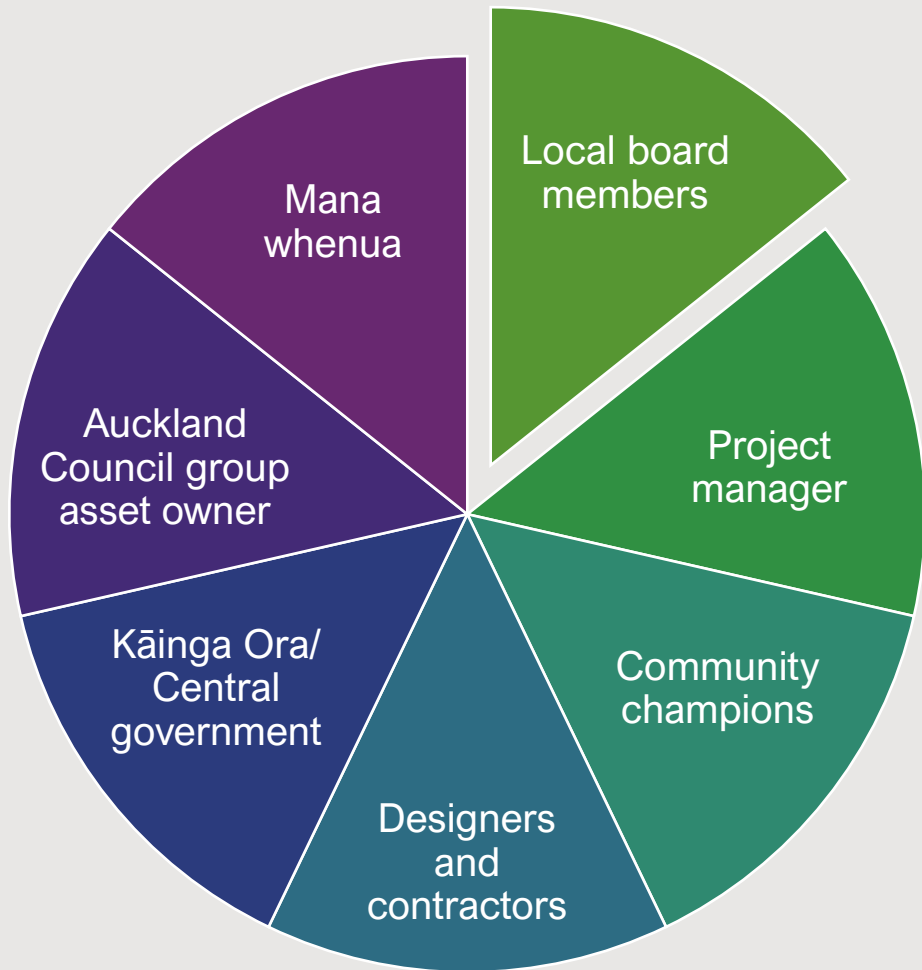 Local board
members
Project
manager
Community
champions
Designers
and
contractors
Kāinga Ora/
Central
government
Auckland
Council group
asset owner
Mana
whenua